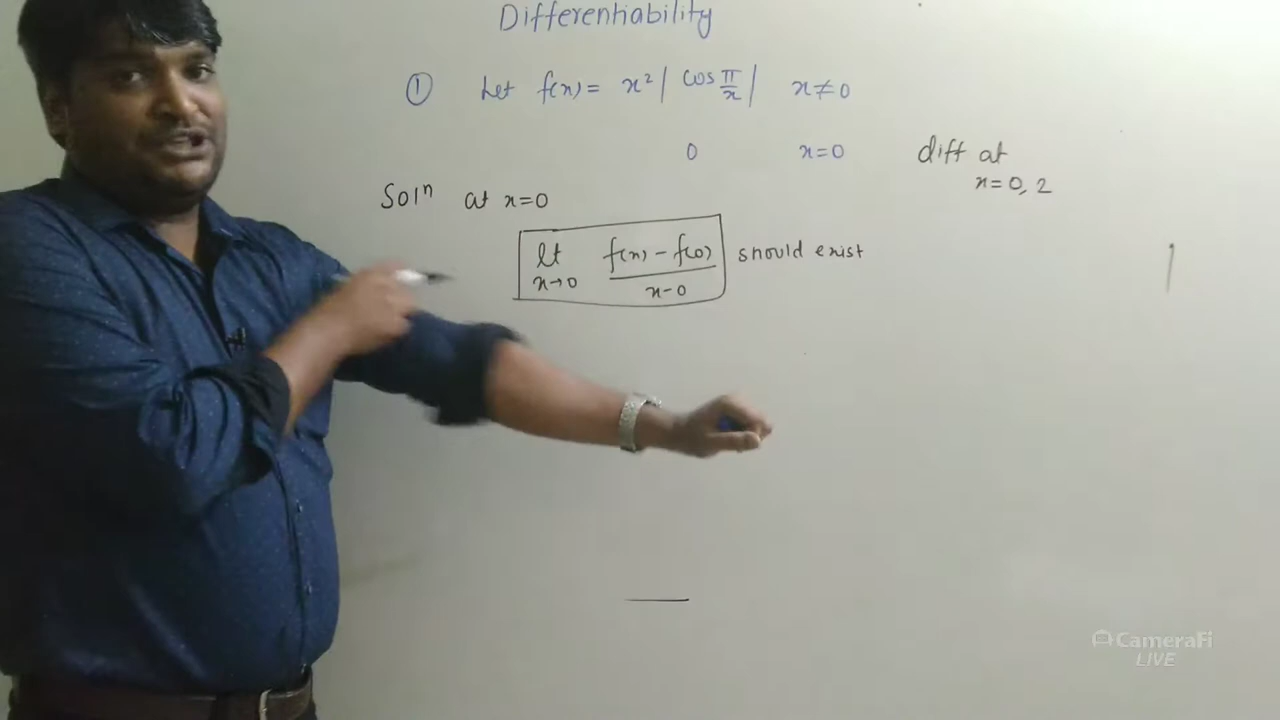 Differentiability
① Let f(x) = x² | cos π/x | x ≠ 0
0 x = 0 diff at
x = 0, 2
Solⁿ at x = 0
lt x→0 f(x) - f(0) / x - 0 should exist
CameraFi
LIVE